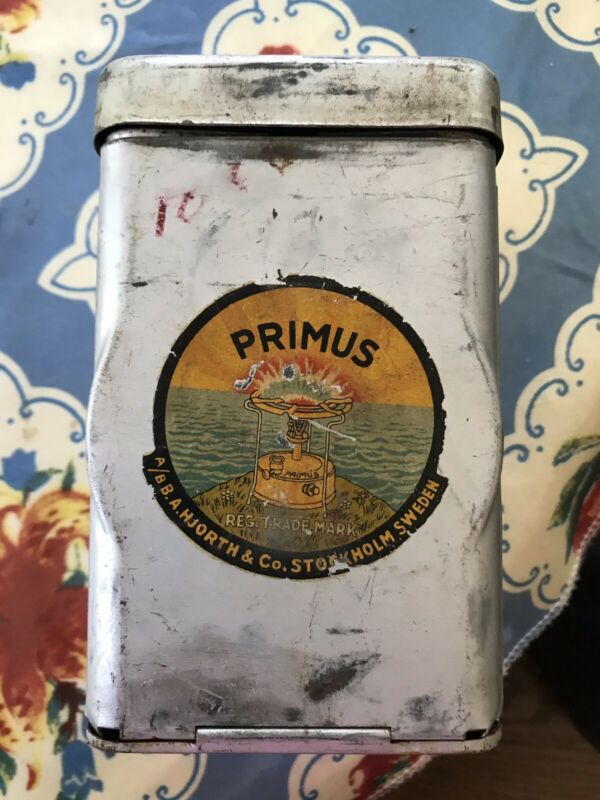 PRIMUS
PRIMUS
REG. TRADE MARK
A/B B.A. HJORTH & Co. STOCKHOLM. SWEDEN